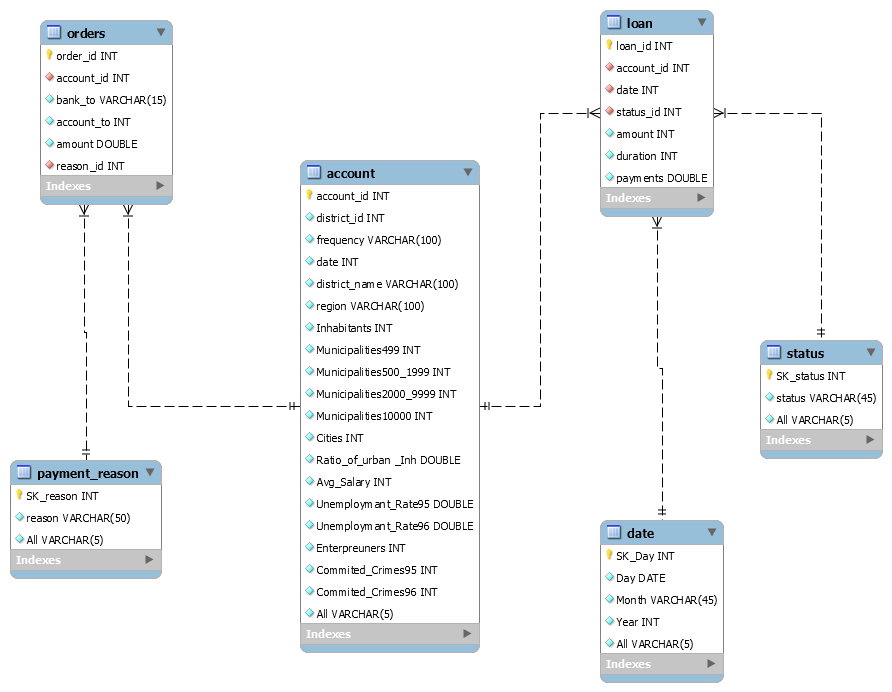 orders
order_id INT
account_id INT
bank_to VARCHAR(15)
account_to INT
amount DOUBLE
reason_id INT
Indexes
payment_reason
SK_reason INT
reason VARCHAR(50)
All VARCHAR(5)
Indexes
account
account_id INT
district_id INT
frequency VARCHAR(100)
date INT
district_name VARCHAR(100)
region VARCHAR(100)
Inhabitants INT
Municipalities499 INT
Municipalities500_1999 INT
Municipalities2000_9999 INT
Municipalities10000 INT
Cities INT
Ratio_of_urban _Inh DOUBLE
Avg_Salary INT
Unemploymant_Rate95 DOUBLE
Unemploymant_Rate96 DOUBLE
Enterpreuners INT
Commited_Crimes95 INT
Commited_Crimes96 INT
All VARCHAR(5)
Indexes
loan
loan_id INT
account_id INT
date INT
status_id INT
amount INT
duration INT
payments DOUBLE
Indexes
status
SK_status INT
status VARCHAR(45)
All VARCHAR(5)
Indexes
date
SK_Day INT
Day DATE
Month VARCHAR(45)
Year INT
All VARCHAR(5)
Indexes